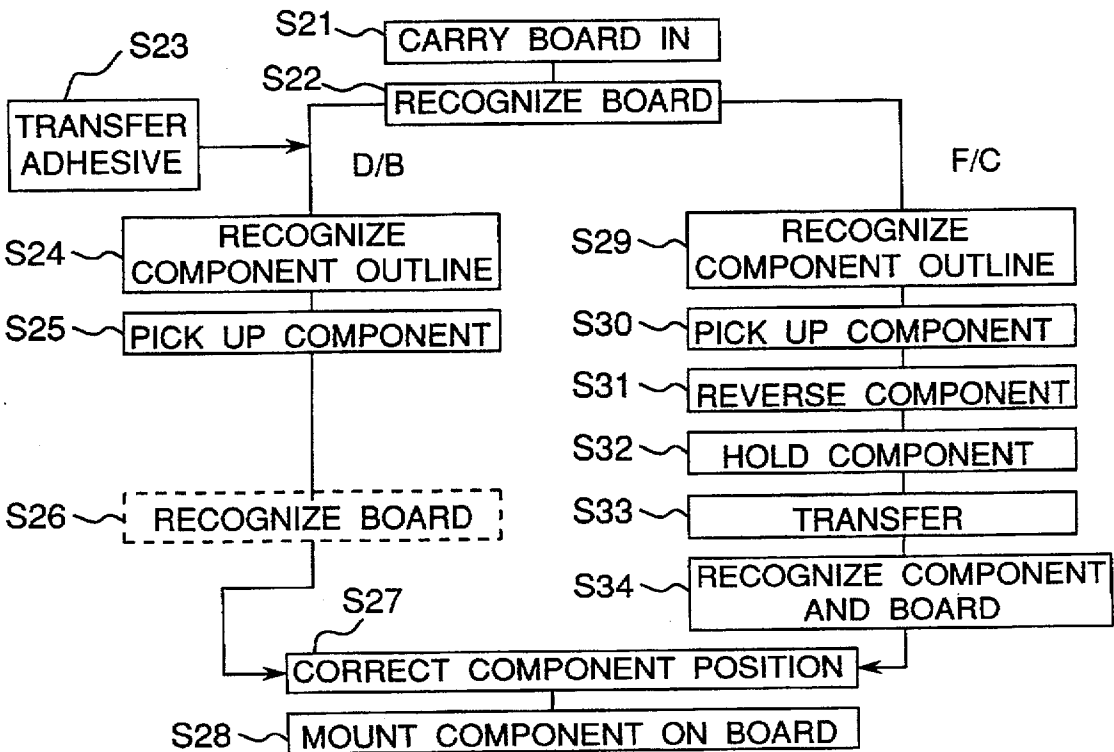 S21
CARRY BOARD IN
S22
RECOGNIZE BOARD
S23
TRANSFER
ADHESIVE
D/B
F/C
S24
RECOGNIZE
COMPONENT OUTLINE
S25
PICK UP COMPONENT
S26
RECOGNIZE BOARD
S29
RECOGNIZE
COMPONENT OUTLINE
S30
PICK UP COMPONENT
S31
REVERSE COMPONENT
S32
HOLD COMPONENT
S33
TRANSFER
S34
RECOGNIZE COMPONENT
AND BOARD
S27
CORRECT COMPONENT POSITION
S28
MOUNT COMPONENT ON BOARD